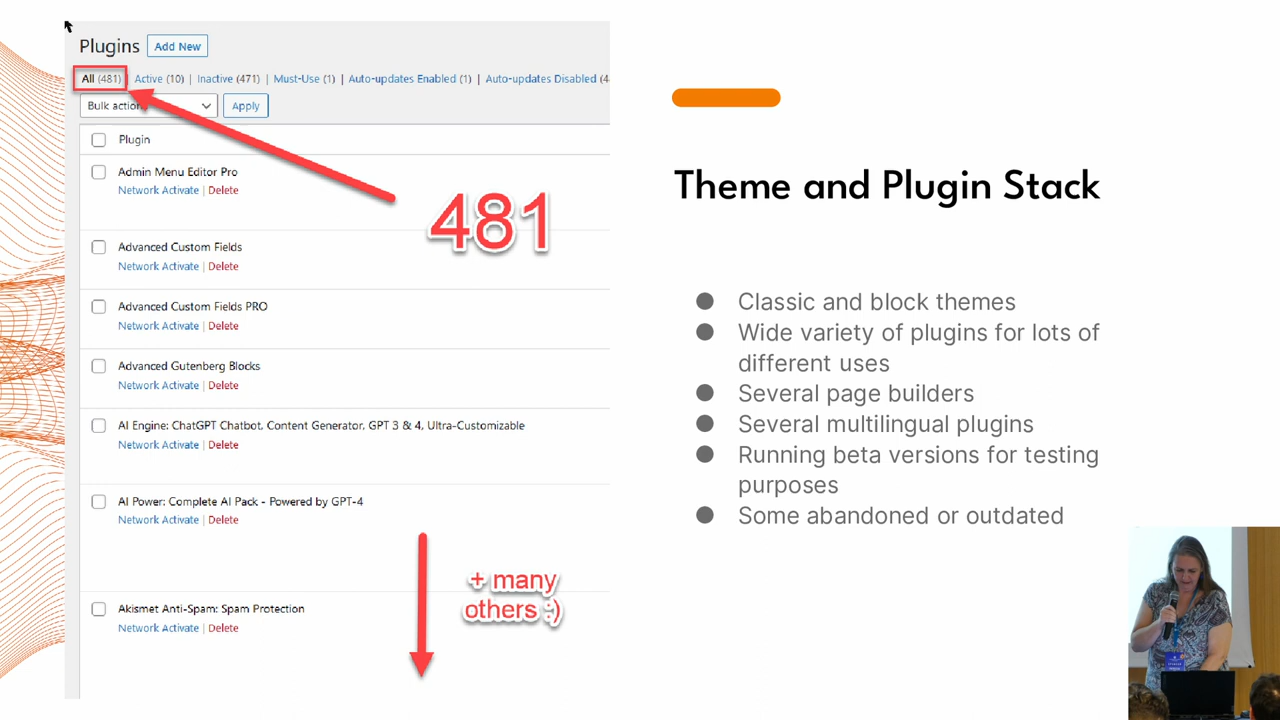 Plugins Add New
All (481) | Active (10) | Inactive (471) | Must-Use (1) | Auto-updates Enabled (1) | Auto-updates Disabled
Bulk Apply
Plugin
Admin Menu Editor Pro
Network Activate | Delete
481
Advanced Custom Fields
Network Activate | Delete
Advanced Custom Fields PRO
Network Activate | Delete
Advanced Gutenberg Blocks
Network Activate | Delete
AI Engine: ChatGPT Chatbot, Content Generator, GPT 3 & 4, Ultra-Customizable
Network Activate | Delete
AI Power: Complete AI Pack - Powered by GPT-4
Network Activate | Delete
+ many
others :)
Akismet Anti-Spam: Spam Protection
Network Activate | Delete
Theme and Plugin Stack
● Classic and block themes
● Wide variety of plugins for lots of
different uses
● Several page builders
● Several multilingual plugins
● Running beta versions for testing
purposes
● Some abandoned or outdated